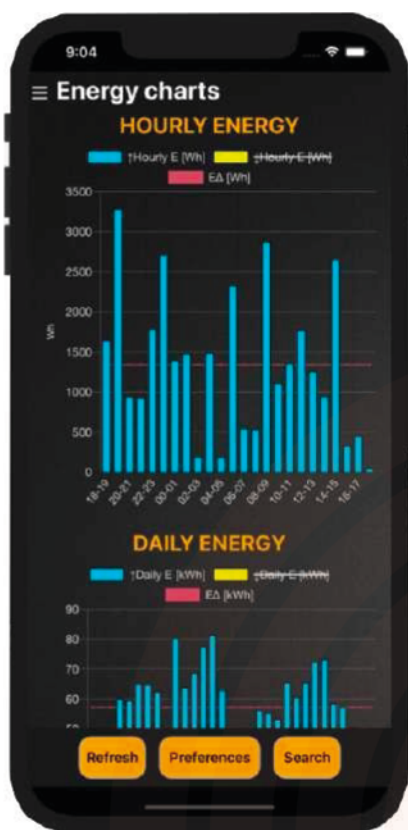 9:04
≡ Energy charts
HOURLY ENERGY
↑Hourly E [Wh] ↓Hourly E [Wh]
EΔ [Wh]
3500
3000
2500
2000
1500
1000
500
0
Wh
18-19 20-21 22-23 00-01 02-03 04-05 06-07 08-09 10-11 12-13 14-15 16-17
DAILY ENERGY
↑Daily E [kWh] ↓Daily E [kWh]
EΔ [kWh]
90
80
70
60
Refresh Preferences Search